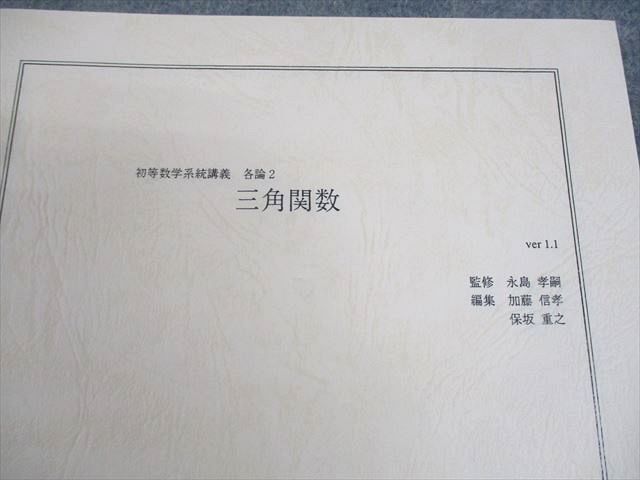 初等数学系統講義 各論2
三角関数
ver 1.1
監修 永島 孝嗣
編集 加藤 信孝
保坂 重之